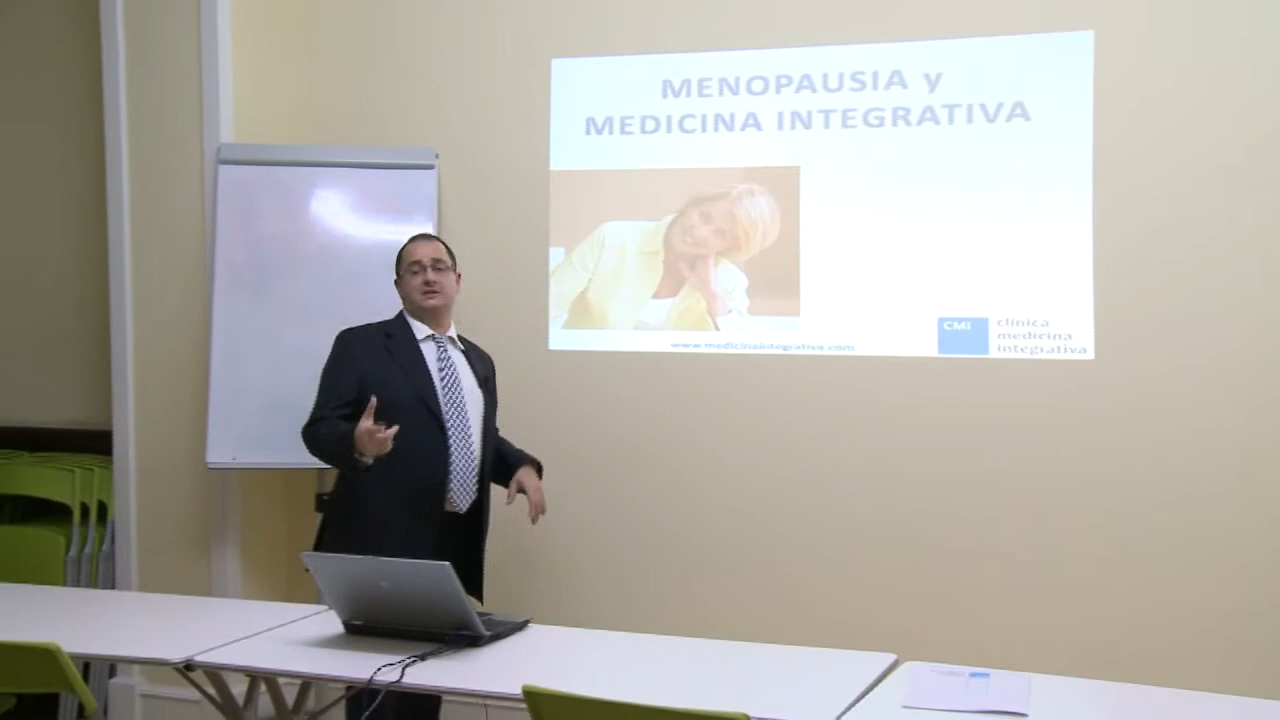 MENOPAUSIA y
MEDICINA INTEGRATIVA
www.medicinaintegrativa.com
CMI
clínica
medicina
integrativa